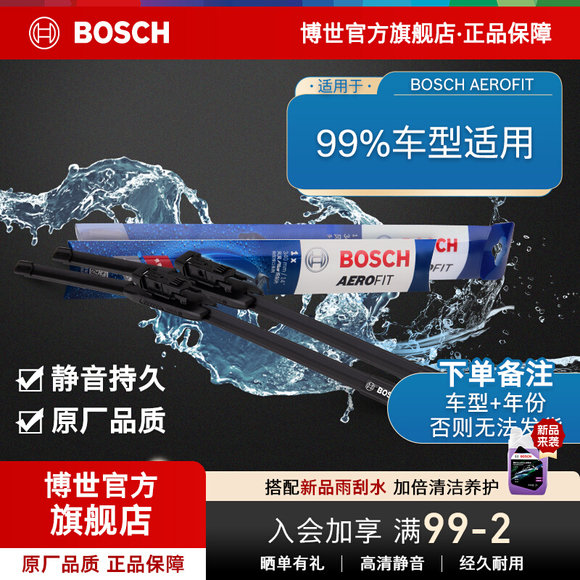 BOSCH
博世官方旗舰店·正品保障
·适用于·
BOSCH AEROFIT
99%车型适用
BOSCH
BOSCH
AEROFIT
1x
BOSCH
静音持久
原厂品质
下单备注
车型+年份
否则无法发货
新品
来袭
BOSCH
博世官方
旗舰店
原厂品质 正品保障
搭配新品雨刮水 加倍清洁养护
入会加享 满99-2
晒单有礼 | 高清静音 | 经久耐用